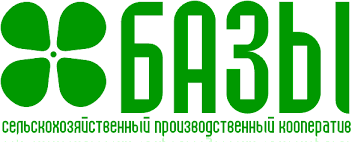 БАЗЫ
сельскохозяйственный производственный кооператив